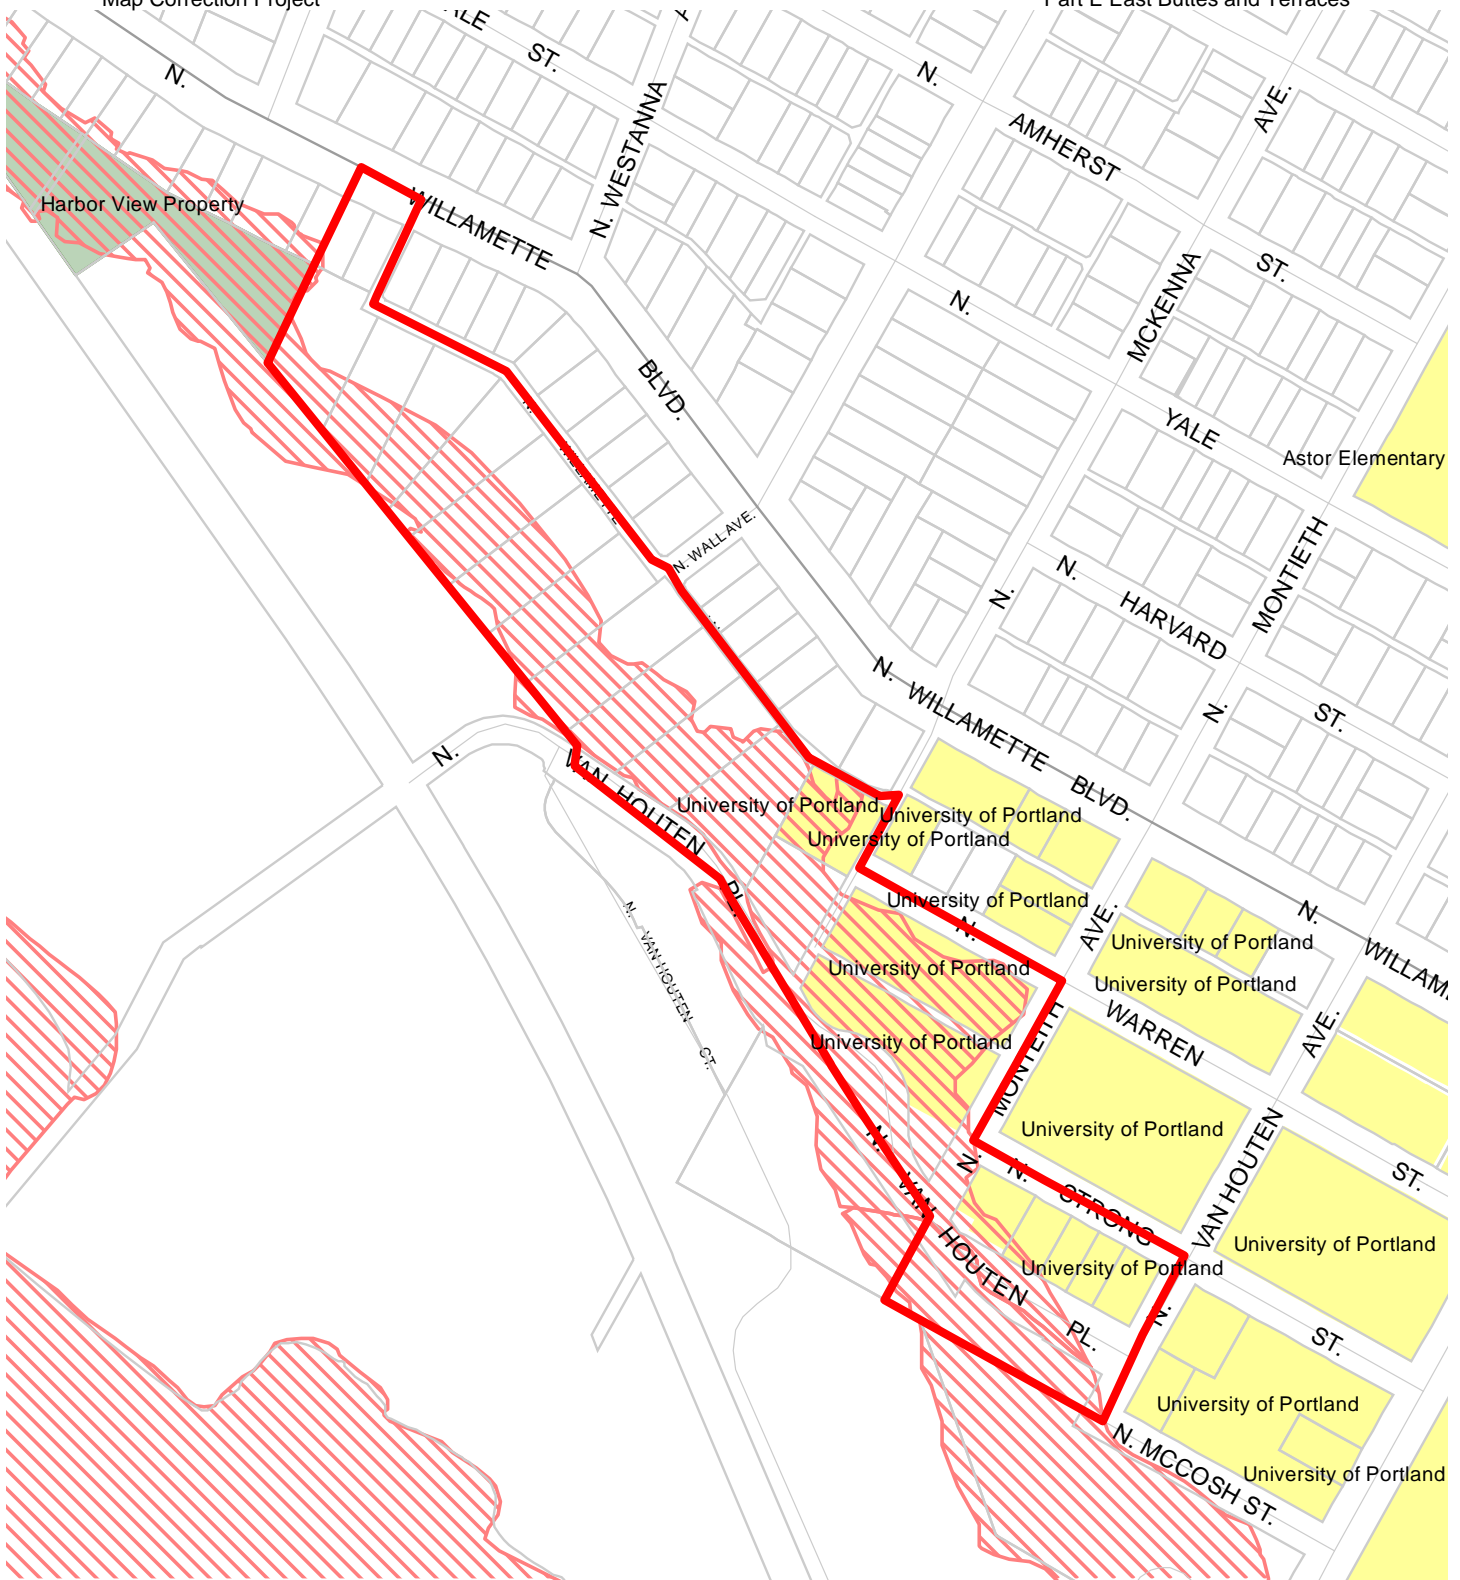 Map Correction Project
Part E East Buttes and Terraces
YALE ST.
N.
N. WESTANNA
N. AMHERST ST.
AVE.
Harbor View Property
WILLAMETTE BLVD.
MCKENNA
N. YALE
Astor Elementary
N.
WILLAMETTE
N. WALL AVE.
MONTIETH
N. HARVARD ST.
N.
N.
N. WILLAMETTE BLVD.
N. VAN HOUTEN PL.
University of Portland
University of Portland
University of Portland
University of Portland
N.
AVE.
N. WILLAM
University of Portland
University of Portland
University of Portland
N. VAN HOUTEN CT.
WARREN ST.
AVE.
University of Portland
MONTEITH
N.
University of Portland
N. STRONG ST.
VAN HOUTEN
N.
University of Portland
University of Portland
N. VAN HOUTEN PL.
University of Portland
N. MCCOSH ST.
University of Portland